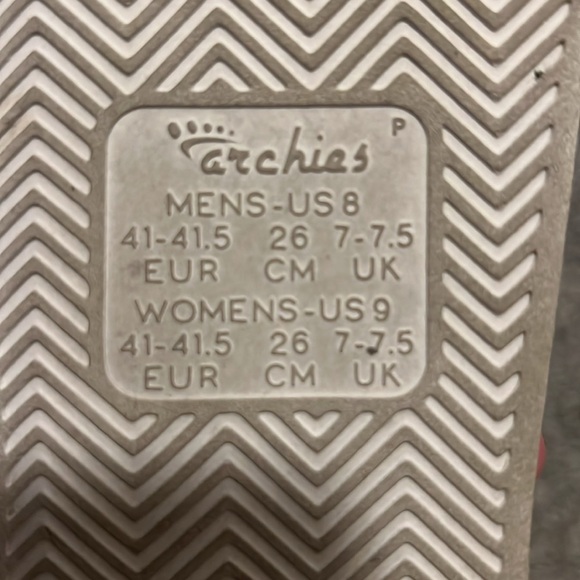 archies P
MENS-US 8
41-41.5 26 7-7.5
EUR CM UK
WOMENS-US 9
41-41.5 26 7-7.5
EUR CM UK